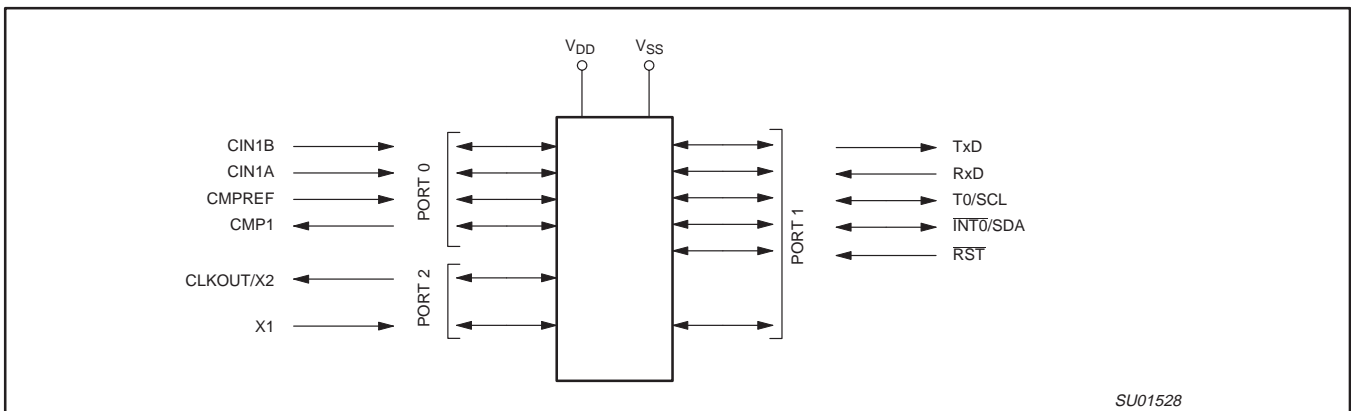 VDD
VSS
CIN1B
CIN1A
CMPREF
CMP1
PORT 0
CLKOUT/X2
X1
PORT 2
PORT 1
TxD
RxD
T0/SCL
INT0/SDA
RST
SU01528